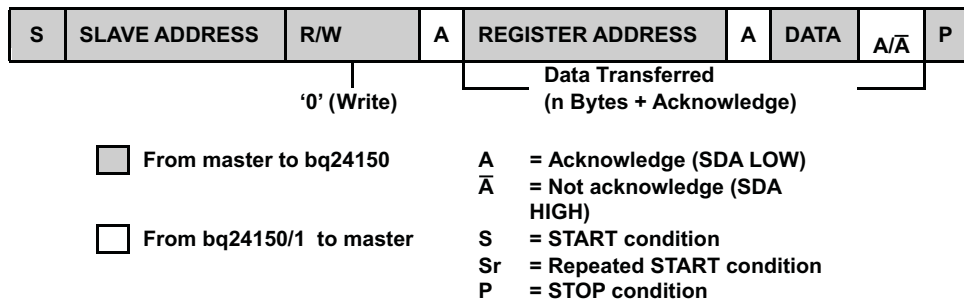 S SLAVE ADDRESS R/W A REGISTER ADDRESS A DATA A/A̅ P
'0' (Write)
Data Transferred
(n Bytes + Acknowledge)
From master to bq24150
From bq24150/1 to master
A = Acknowledge (SDA LOW)
A̅ = Not acknowledge (SDA
HIGH)
S = START condition
Sr = Repeated START condition
P = STOP condition